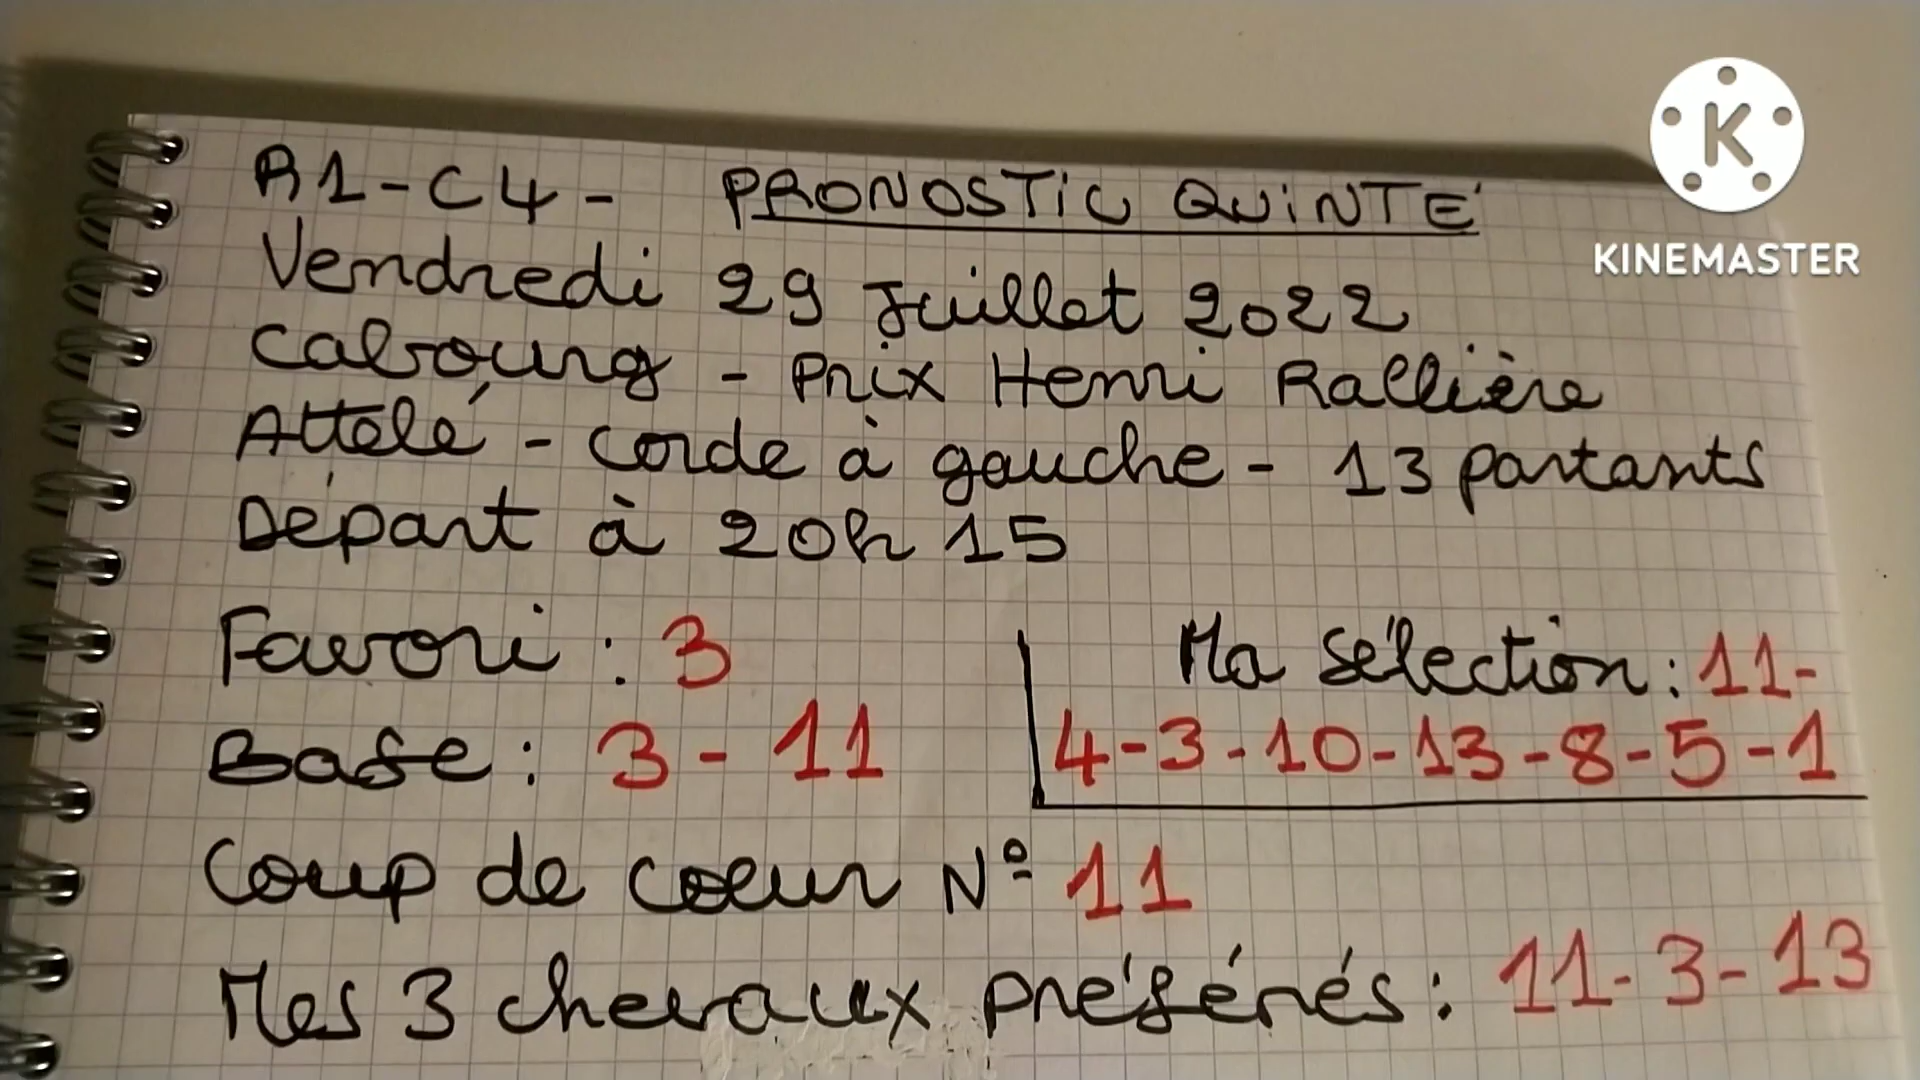 R1-C4- PRONOSTIC QUINTÉ
Vendredi 29 Juillet 2022
Cabourg - Prix Henri Rallière
Attelé - Corde à gauche - 13 partants
Départ à 20h15
Favori : 3
Base : 3 - 11
Ma sélection : 11-
4-3-10-13-8-5-1
Coup de coeur N° 11
Mes 3 chevaux préférés : 11-3-13
K
KINEMASTER